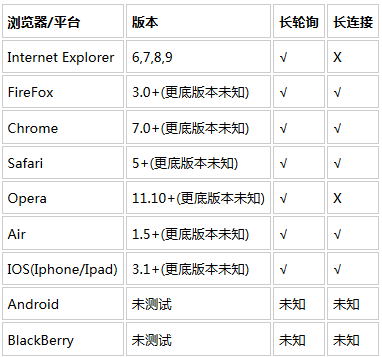 浏览器/平台 版本 长轮询 长连接
Internet Explorer 6,7,8,9 √ X
FireFox 3.0+(更底版本未知) √ √
Chrome 7.0+(更底版本未知) √ √
Safari 5+(更底版本未知) √ √
Opera 11.10+(更底版本未知) √ X
Air 1.5+(更底版本未知) √ √
IOS(Iphone/Ipad) 3.1+(更底版本未知) √ √
Android 未测试 未知 未知
BlackBerry 未测试 未知 未知